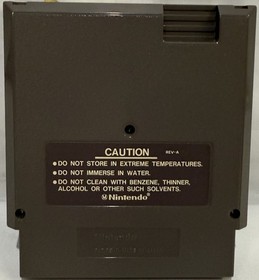 CAUTION REV-A
●DO NOT STORE IN EXTREME TEMPERATURES.
●DO NOT IMMERSE IN WATER.
●DO NOT CLEAN WITH BENZENE, THINNER,
ALCOHOL OR OTHER SUCH SOLVENTS.
Ⓜ Nintendo®